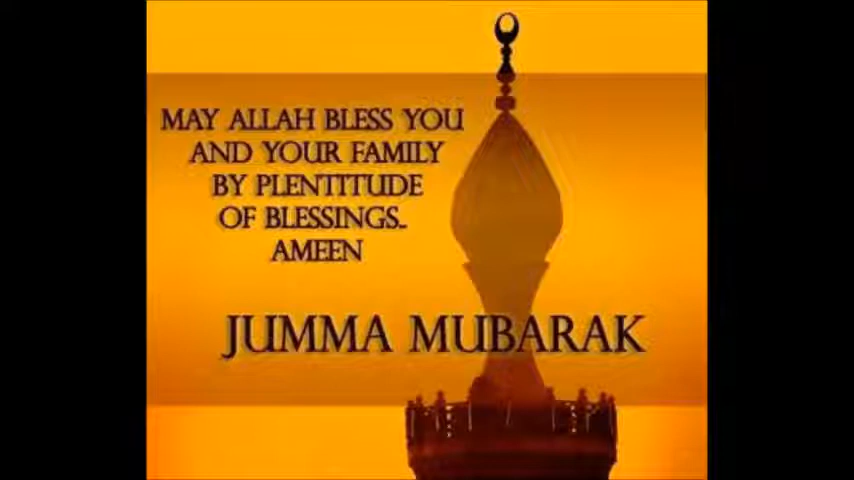 MAY ALLAH BLESS YOU
AND YOUR FAMILY
BY PLENTITUDE
OF BLESSINGS..
AMEEN
JUMMA MUBARAK